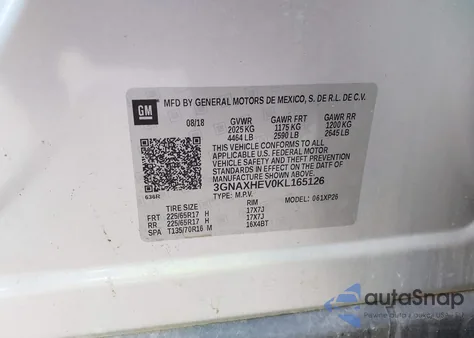 GM
MFD BY GENERAL MOTORS DE MEXICO, S. DE R.L. DE C.V.
08/18 GVWR GAWR FRT GAWR RR
2025 KG 1175 KG 1200 KG
4464 LB 2590 LB 2645 LB
THIS VEHICLE CONFORMS TO ALL
APPLICABLE U.S. FEDERAL MOTOR
VEHICLE SAFETY AND THEFT PREVENTION
STANDARDS IN EFFECT ON THE DATE OF
MANUFACTURE SHOWN ABOVE.
3GNAXHEV0KL165126
636R TYPE: M.P.V. MODEL: 061XP26
TIRE SIZE RIM
FRT 225/65R17 H 17X7J
RR 225/65R17 H 17X7J
SPA T135/70R16 M 16X4BT
autoSnap